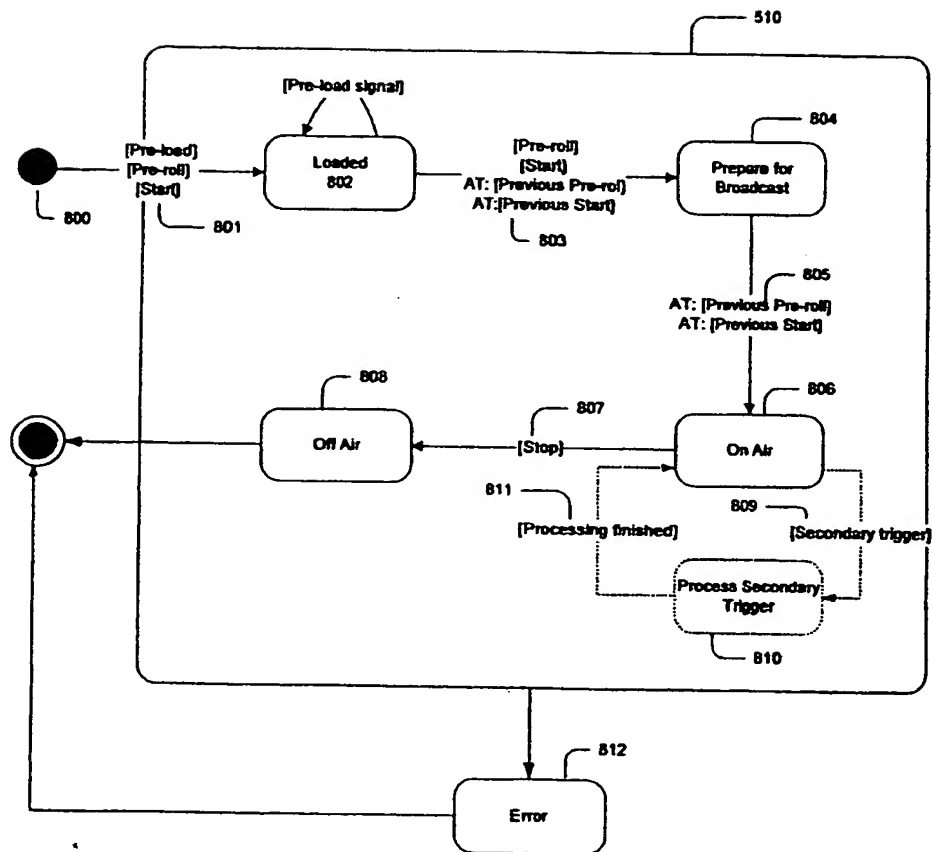 510
[Pre-load signal]
804
[Pre-load]
[Pre-roll]
[Start]
Loaded
802
[Pre-roll]
[Start]
AT: [Previous Pre-rol]
AT:[Previous Start]
Prepare for
Broadcast
800
801
803
805
AT: [Previous Pre-roll]
AT: [Previous Start]
808
807
806
Off Air
[Stop]
On Air
811
809
[Processing finished]
[Secondary trigger]
Process Secondary
Trigger
810
812
Error